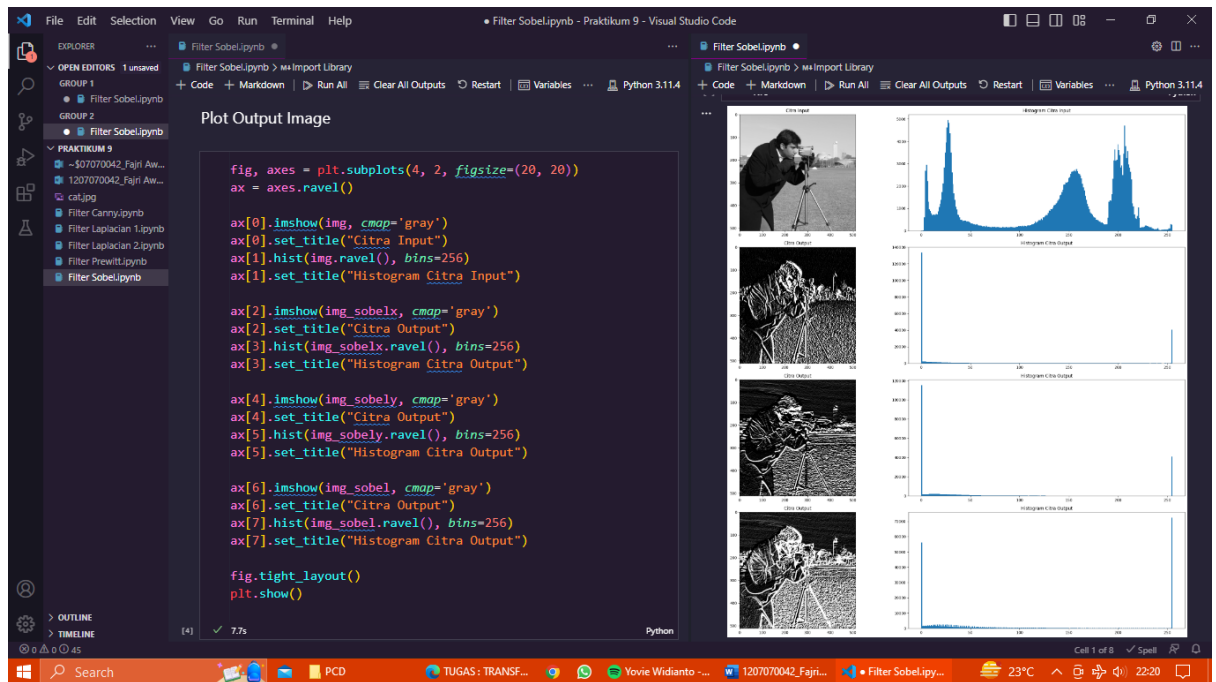 File Edit Selection View Go Run Terminal Help
● Filter Sobel.ipynb - Praktikum 9 - Visual Studio Code
EXPLORER
OPEN EDITORS 1 unsaved
GROUP 1
● Filter Sobel.ipynb
GROUP 2
● Filter Sobel.ipynb
PRAKTIKUM 9
~$07070042_Fajri Aw...
1207070042_Fajri Aw...
cat.jpg
Filter Canny.ipynb
Filter Laplacian 1.ipynb
Filter Laplacian 2.ipynb
Filter Prewitt.ipynb
Filter Sobel.ipynb
OUTLINE
TIMELINE
Filter Sobel.ipynb ●
Filter Sobel.ipynb > M↓Import Library
+ Code + Markdown | Run All Clear All Outputs Restart | Variables ... Python 3.11.4
Plot Output Image
fig, axes = plt.subplots(4, 2, figsize=(20, 20))
ax = axes.ravel()
ax[0].imshow(img, cmap='gray')
ax[0].set_title("Citra Input")
ax[1].hist(img.ravel(), bins=256)
ax[1].set_title("Histogram Citra Input")
ax[2].imshow(img_sobelx, cmap='gray')
ax[2].set_title("Citra Output")
ax[3].hist(img_sobelx.ravel(), bins=256)
ax[3].set_title("Histogram Citra Output")
ax[4].imshow(img_sobely, cmap='gray')
ax[4].set_title("Citra Output")
ax[5].hist(img_sobely.ravel(), bins=256)
ax[5].set_title("Histogram Citra Output")
ax[6].imshow(img_sobel, cmap='gray')
ax[6].set_title("Citra Output")
ax[7].hist(img_sobel.ravel(), bins=256)
ax[7].set_title("Histogram Citra Output")
fig.tight_layout()
plt.show()
[4] ✓ 7.7s Python
Filter Sobel.ipynb ●
Filter Sobel.ipynb > M↓Import Library
+ Code + Markdown | Run All Clear All Outputs Restart | Variables ... Python 3.11.4
Citra Input Histogram Citra Input
Citra Output Histogram Citra Output
Citra Output Histogram Citra Output
Citra Output Histogram Citra Output
0 0 45
Cell 1 of 8 ✓ Spell
Search
PCD
TUGAS : TRANSF...
Yovie Widianto -...
1207070042_Fajri...
● Filter Sobel.ipy...
23°C
22:20